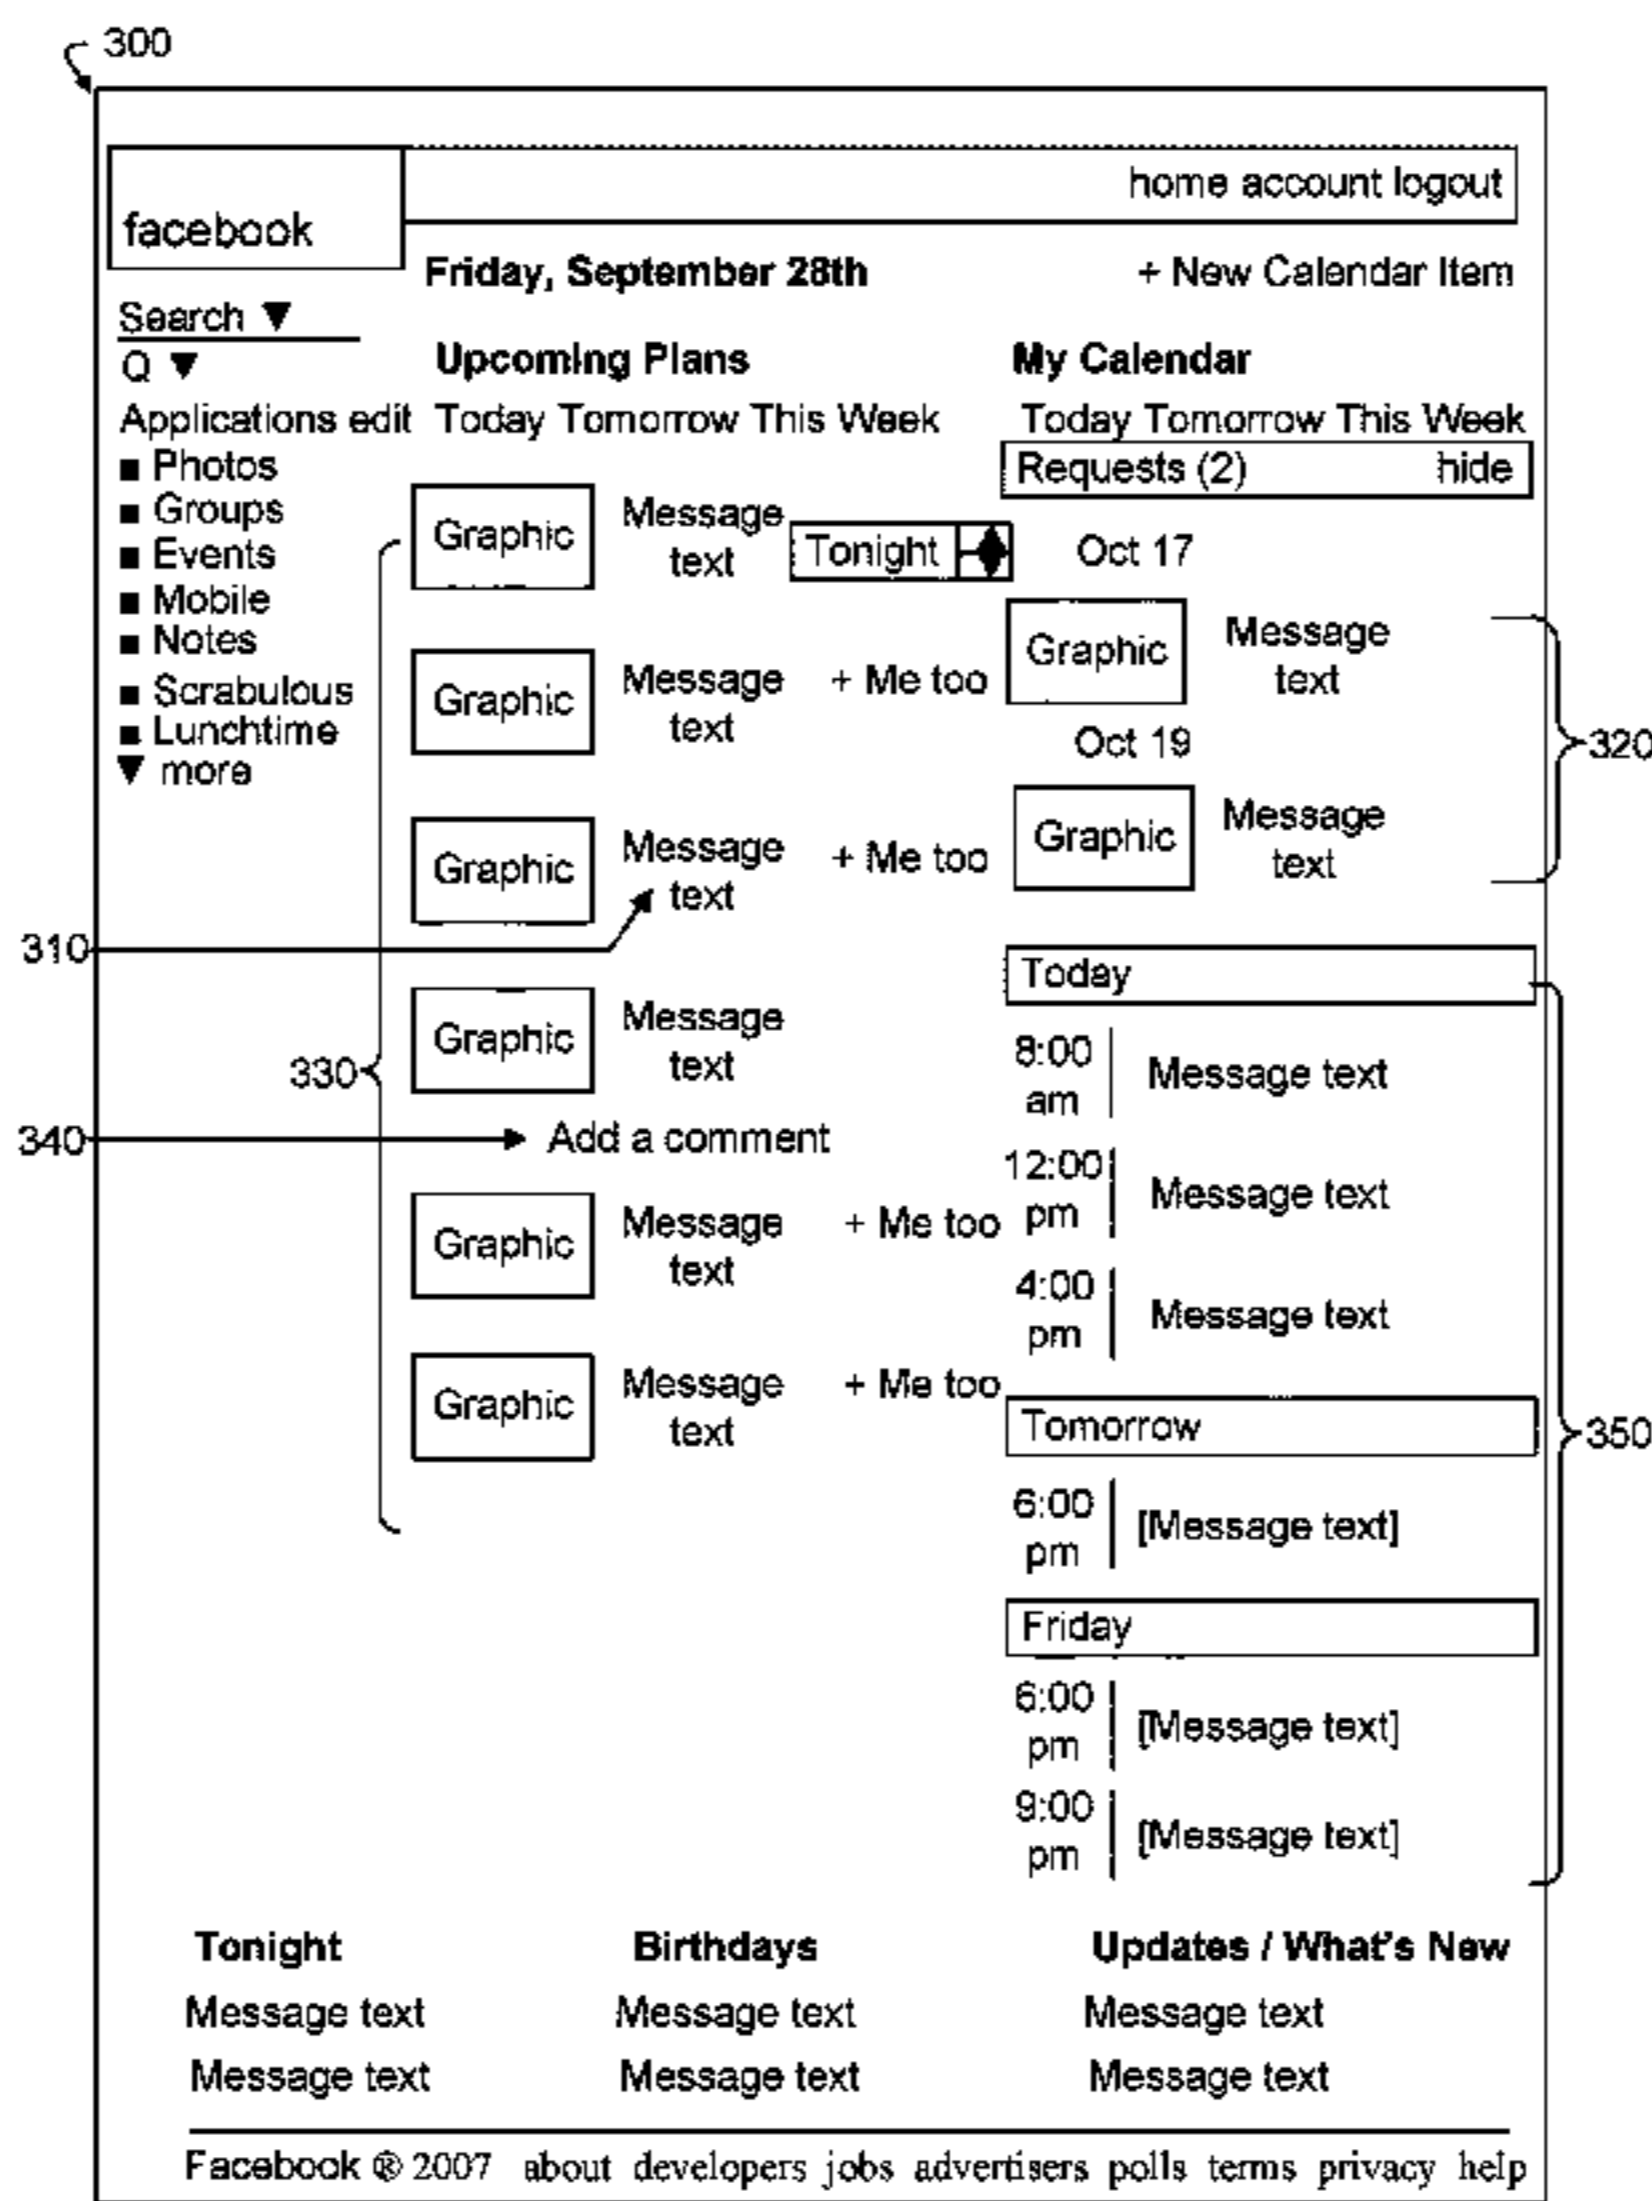 300
home account logout
facebook
Friday, September 28th
+ New Calendar Item
Search ▼
Q ▼
Applications edit
■ Photos
■ Groups
■ Events
■ Mobile
■ Notes
■ Scrabulous
■ Lunchtime
▼ more
Upcoming Plans
Today Tomorrow This Week
Graphic
Message
text
Tonight
Graphic
Message
text
+ Me too
Graphic
Message
text
+ Me too
310
Graphic
Message
text
330
340
Add a comment
Graphic
Message
text
+ Me too
Graphic
Message
text
+ Me too
My Calendar
Today Tomorrow This Week
Requests (2) hide
Oct 17
Graphic
Message
text
Oct 19
Graphic
Message
text
320
Today
8:00
am
Message text
12:00
pm
Message text
4:00
pm
Message text
Tomorrow
350
6:00
pm
[Message text]
Friday
6:00
pm
[Message text]
9:00
pm
[Message text]
Tonight
Message text
Message text
Birthdays
Message text
Message text
Updates / What's New
Message text
Message text
Facebook ® 2007 about developers jobs advertisers polls terms privacy help